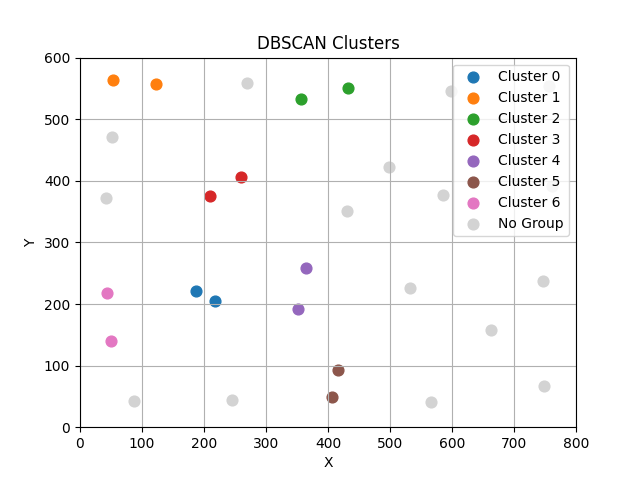 DBSCAN Clusters
Cluster 0
Cluster 1
Cluster 2
Cluster 3
Cluster 4
Cluster 5
Cluster 6
No Group
Y
600
500
400
300
200
100
0
0 100 200 300 400 500 600 700 800
X